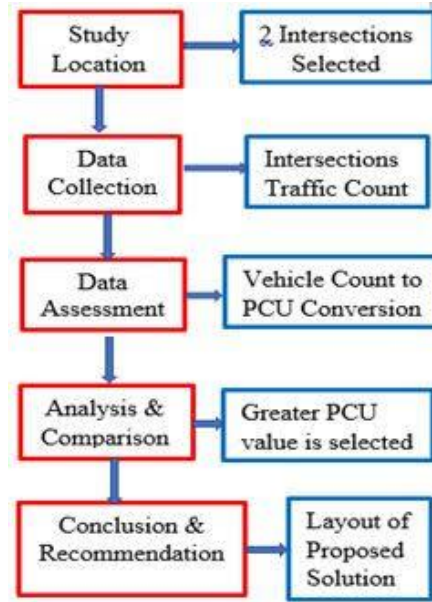 Study
Location
2 Intersections
Selected
Data
Collection
Intersections
Traffic Count
Data
Assessment
Vehicle Count to
PCU Conversion
Analysis &
Comparison
Greater PCU
value is selected
Conclusion &
Recommendation
Layout of
Proposed
Solution